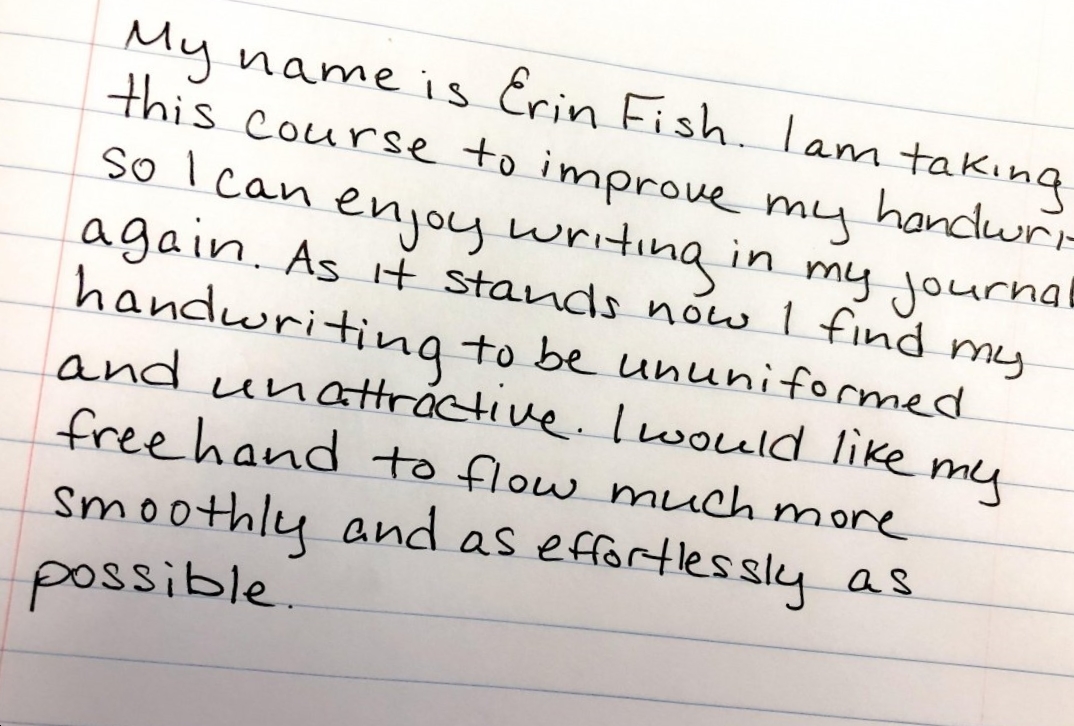 My name is Erin Fish. I am taking
this course to improve my handwri
so I can enjoy writing in my journal
again. As it stands now I find my
handwriting to be ununiformed
and unattractive. I would like my
freehand to flow much more
smoothly and as effortlessly as
possible.